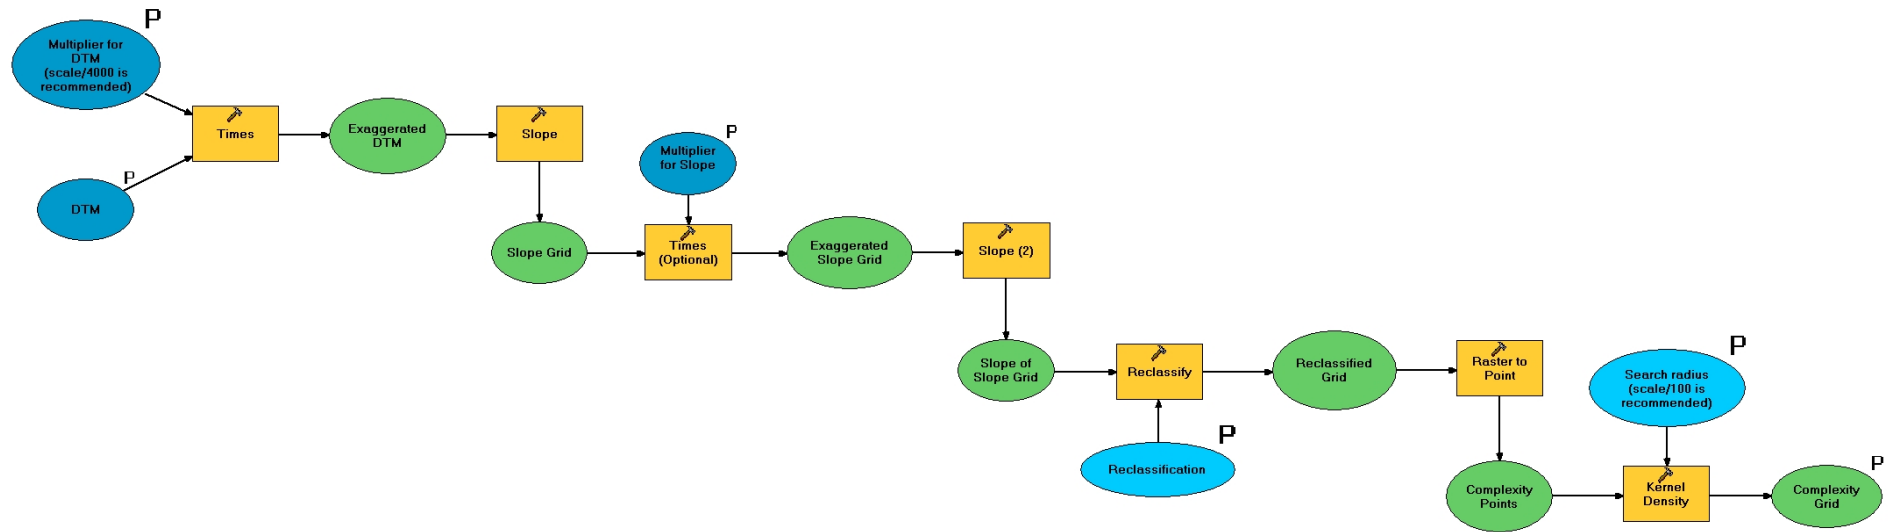 P
Multiplier for
DTM
(scale/4000 is
recommended)
Times
P
DTM
Exaggerated
DTM
Slope
P
Multiplier
for Slope
Slope Grid
Times
(Optional)
Exaggerated
Slope Grid
Slope (2)
Slope of
Slope Grid
Reclassify
P
Reclassification
Reclassified
Grid
Raster to
Point
P
Search radius
(scale/100 is
recommended)
Complexity
Points
Kernel
Density
P
Complexity
Grid